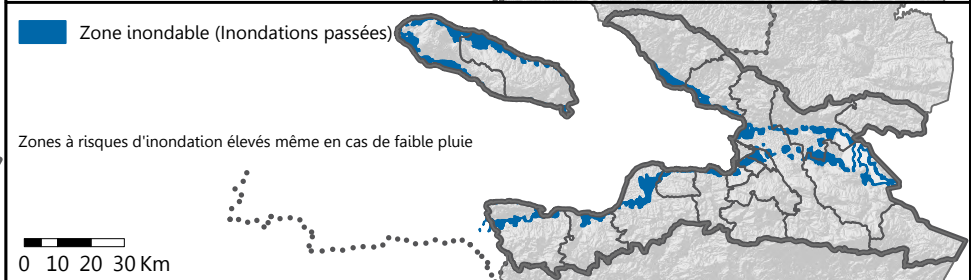 Zone inondable (Inondations passées)
Zones à risques d'inondation élevés même en cas de faible pluie
0 10 20 30 Km